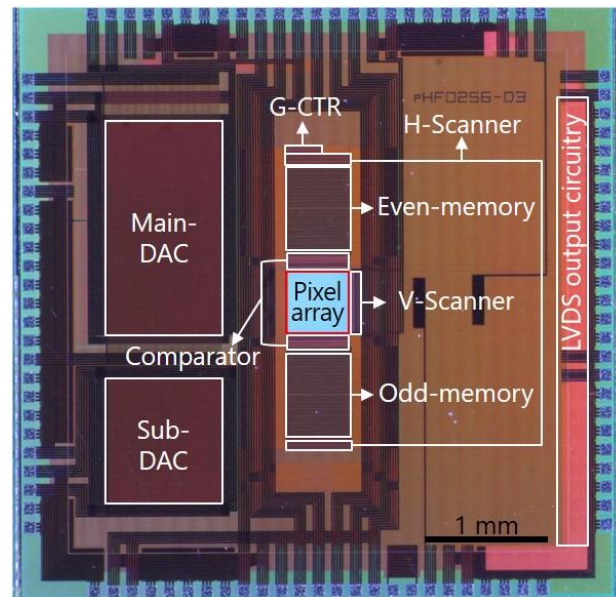 pHF0256-03
G-CTR
H-Scanner
Even-memory
Main-
DAC
Pixel
array
V-Scanner
LVDS output circuitry
Comparator
Odd-memory
Sub-
DAC
1 mm